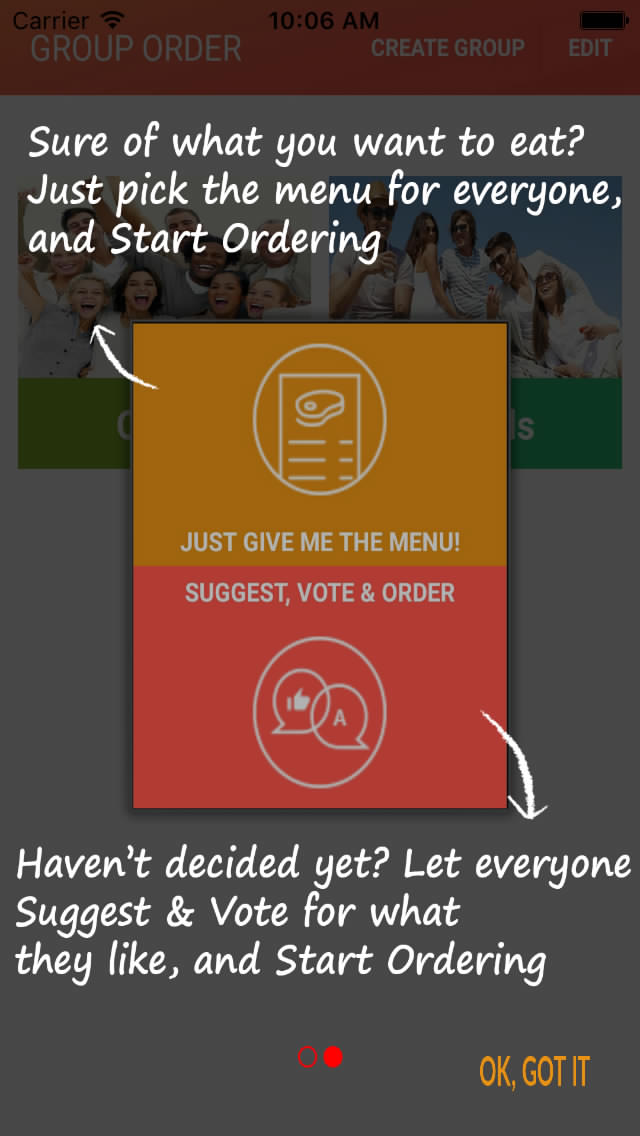 Carrier 10:06 AM
GROUP ORDER CREATE GROUP EDIT
Sure of what you want to eat?
Just pick the menu for everyone,
and Start Ordering
JUST GIVE ME THE MENU!
SUGGEST, VOTE & ORDER
A
Haven't decided yet? Let everyone
Suggest & Vote for what
they like, and Start Ordering
OK, GOT IT